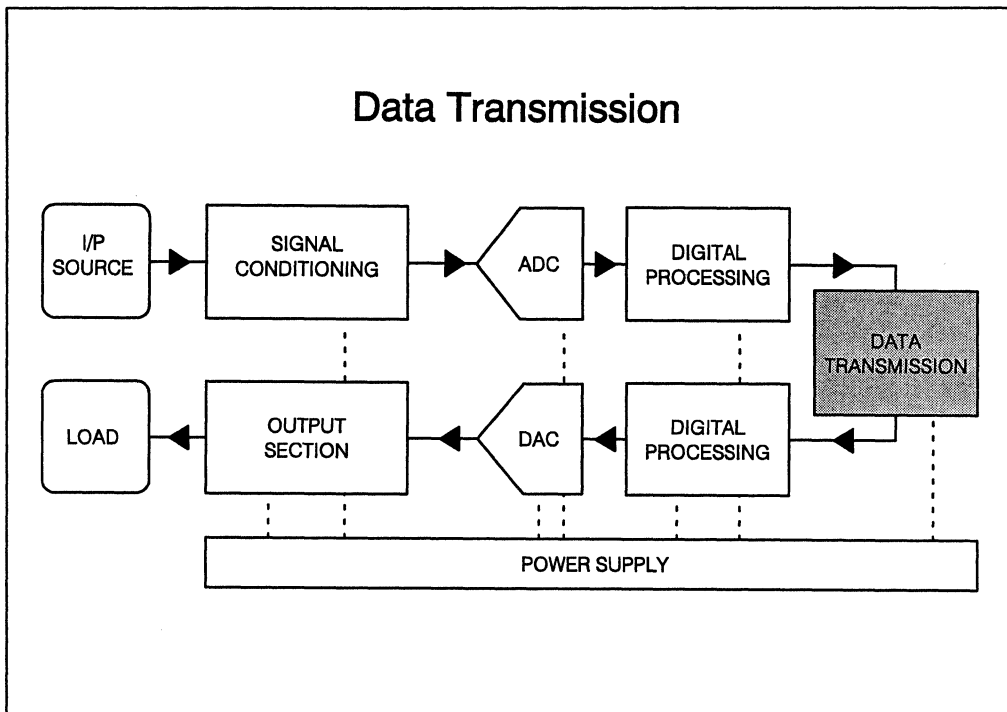 Data Transmission
I/P
SOURCE
SIGNAL
CONDITIONING
ADC
DIGITAL
PROCESSING
DATA
TRANSMISSION
LOAD
OUTPUT
SECTION
DAC
DIGITAL
PROCESSING
POWER SUPPLY